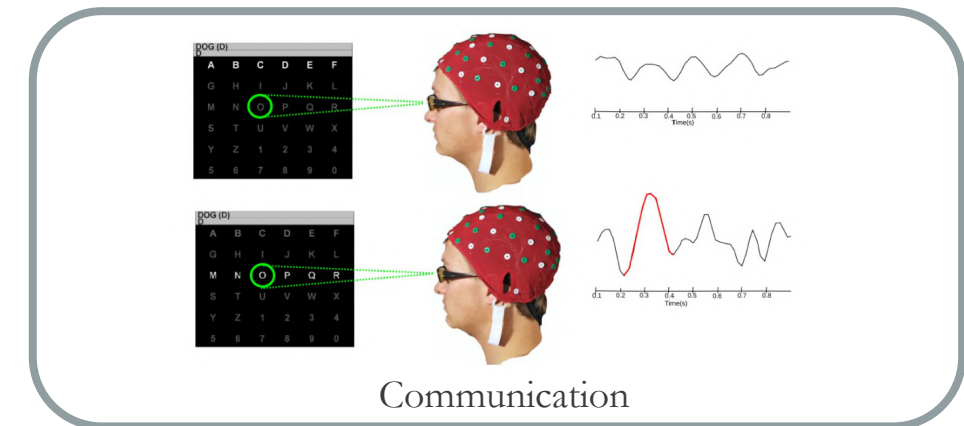 DOG (D)
D
A B C D E F
G H I J K L
M N O P Q R
S T U V W X
Y Z 1 2 3 4
5 6 7 8 9 0
0.1 0.2 0.3 0.4 0.5 0.6 0.7 0.8
Time(s)
DOG (D)
D
A B C D E F
G H I J K L
M N O P Q R
S T U V W X
Y Z 1 2 3 4
5 6 7 8 9 0
0.1 0.2 0.3 0.4 0.5 0.6 0.7 0.8
Time(s)
Communication